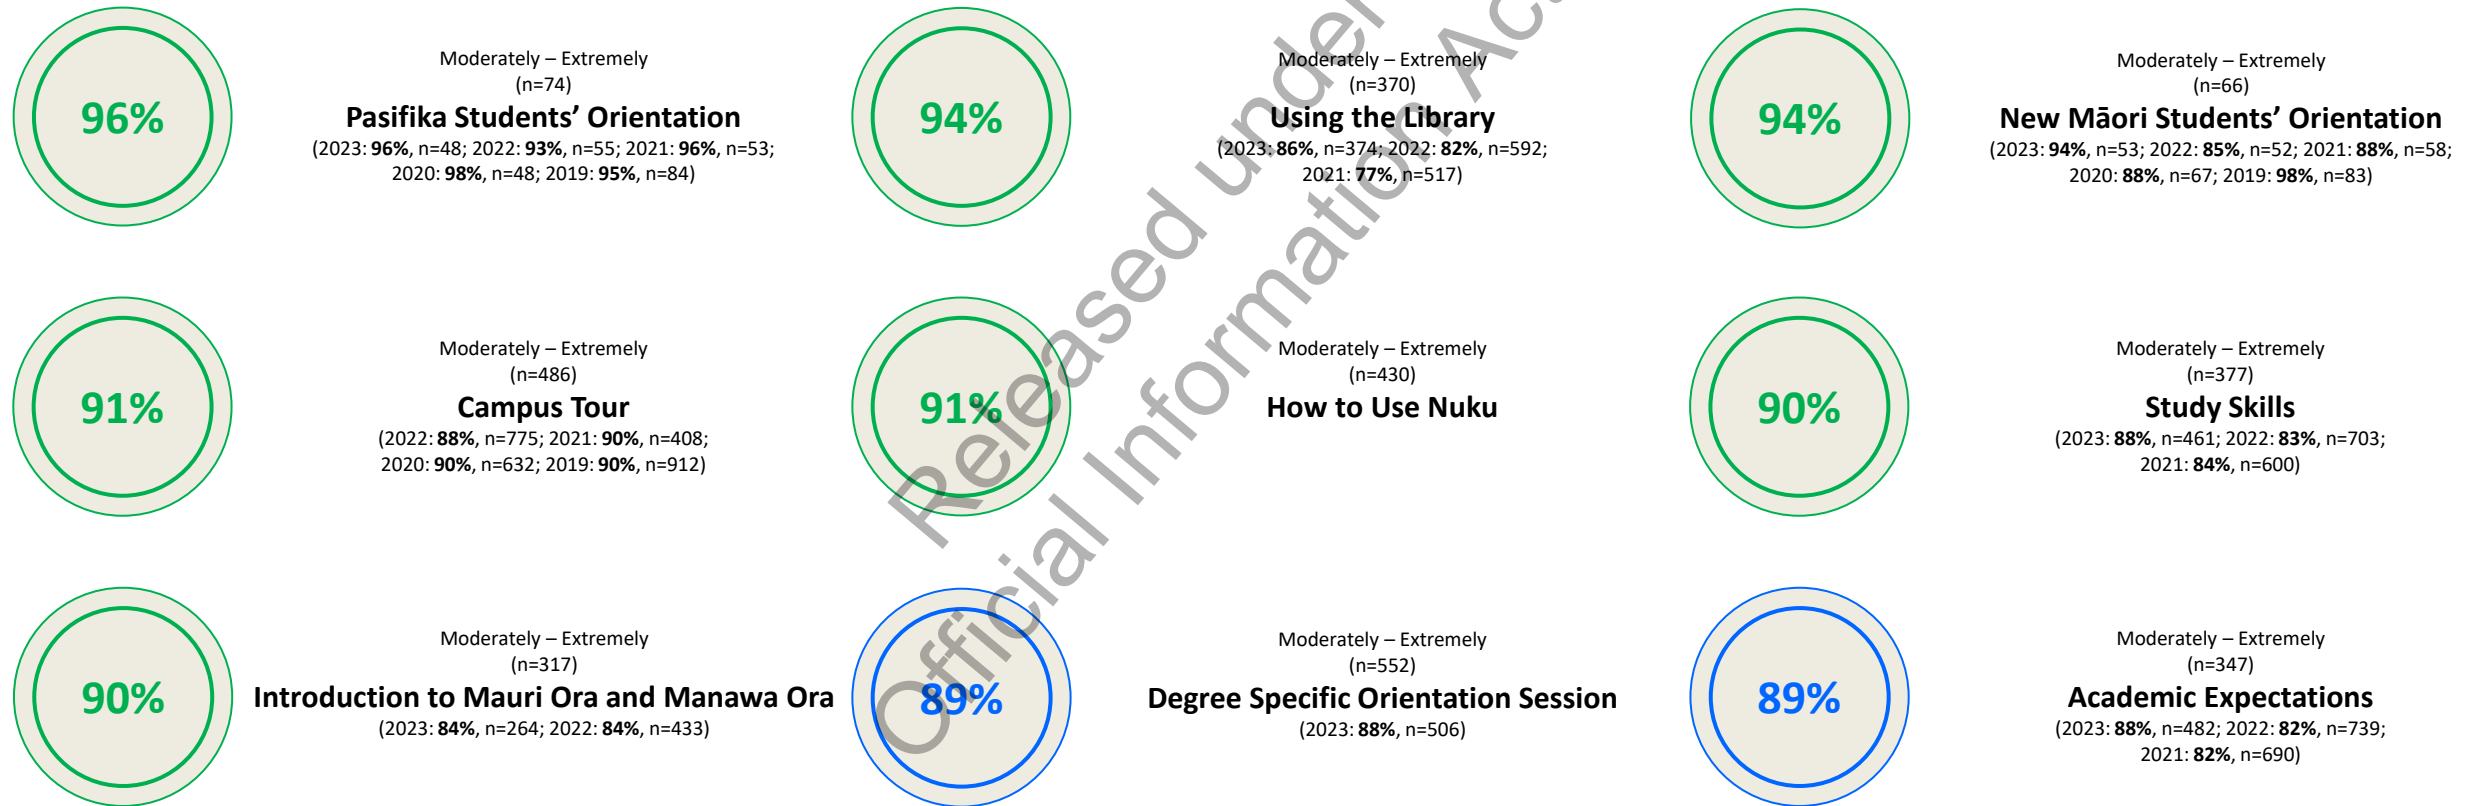 96%
Moderately – Extremely
(n=74)
Pasifika Students’ Orientation
(2023: 96%, n=48; 2022: 93%, n=55; 2021: 96%, n=53;
2020: 98%, n=48; 2019: 95%, n=84)
94%
Moderately – Extremely
(n=370)
Using the Library
(2023: 86%, n=374; 2022: 82%, n=592;
2021: 77%, n=517)
94%
Moderately – Extremely
(n=66)
New Māori Students’ Orientation
(2023: 94%, n=53; 2022: 85%, n=52; 2021: 88%, n=58;
2020: 88%, n=67; 2019: 98%, n=83)
91%
Moderately – Extremely
(n=486)
Campus Tour
(2022: 88%, n=775; 2021: 90%, n=408;
2020: 90%, n=632; 2019: 90%, n=912)
91%
Moderately – Extremely
(n=430)
How to Use Nuku
90%
Moderately – Extremely
(n=377)
Study Skills
(2023: 88%, n=461; 2022: 83%, n=703;
2021: 84%, n=600)
90%
Moderately – Extremely
(n=317)
Introduction to Mauri Ora and Manawa Ora
(2023: 84%, n=264; 2022: 84%, n=433)
89%
Moderately – Extremely
(n=552)
Degree Specific Orientation Session
(2023: 88%, n=506)
89%
Moderately – Extremely
(n=347)
Academic Expectations
(2023: 88%, n=482; 2022: 82%, n=739;
2021: 82%, n=690)
Released under
Official Information Ac